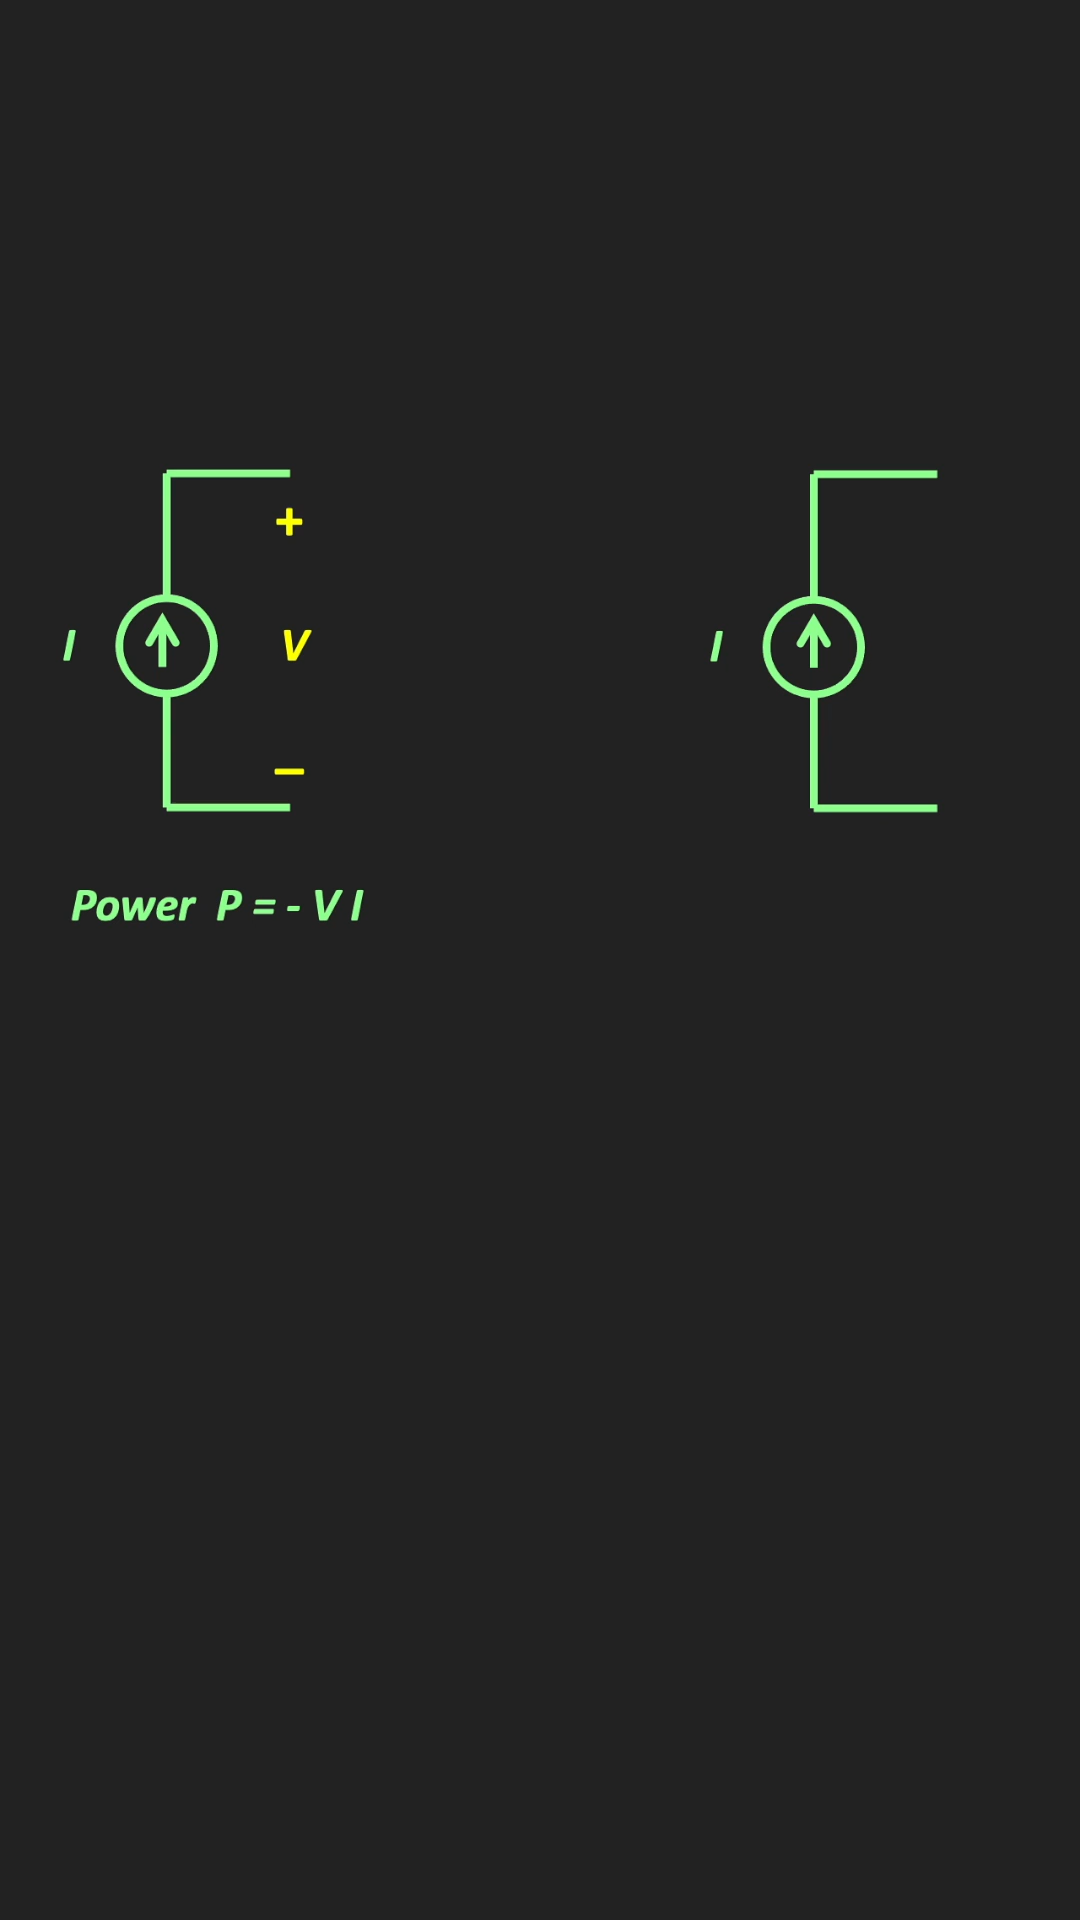 +
I V I
–
Power P = - V I